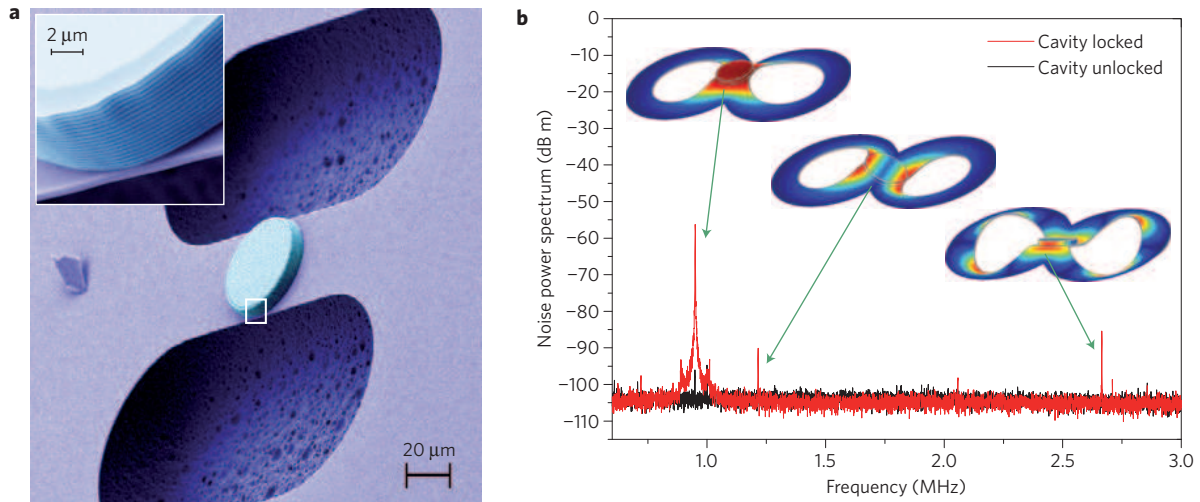 a
2 μm
20 μm
b
Noise power spectrum (dB m)
0
−10
−20
−30
−40
−50
−60
−70
−80
−90
−100
−110
Cavity locked
Cavity unlocked
1.0
1.5
2.0
2.5
3.0
Frequency (MHz)